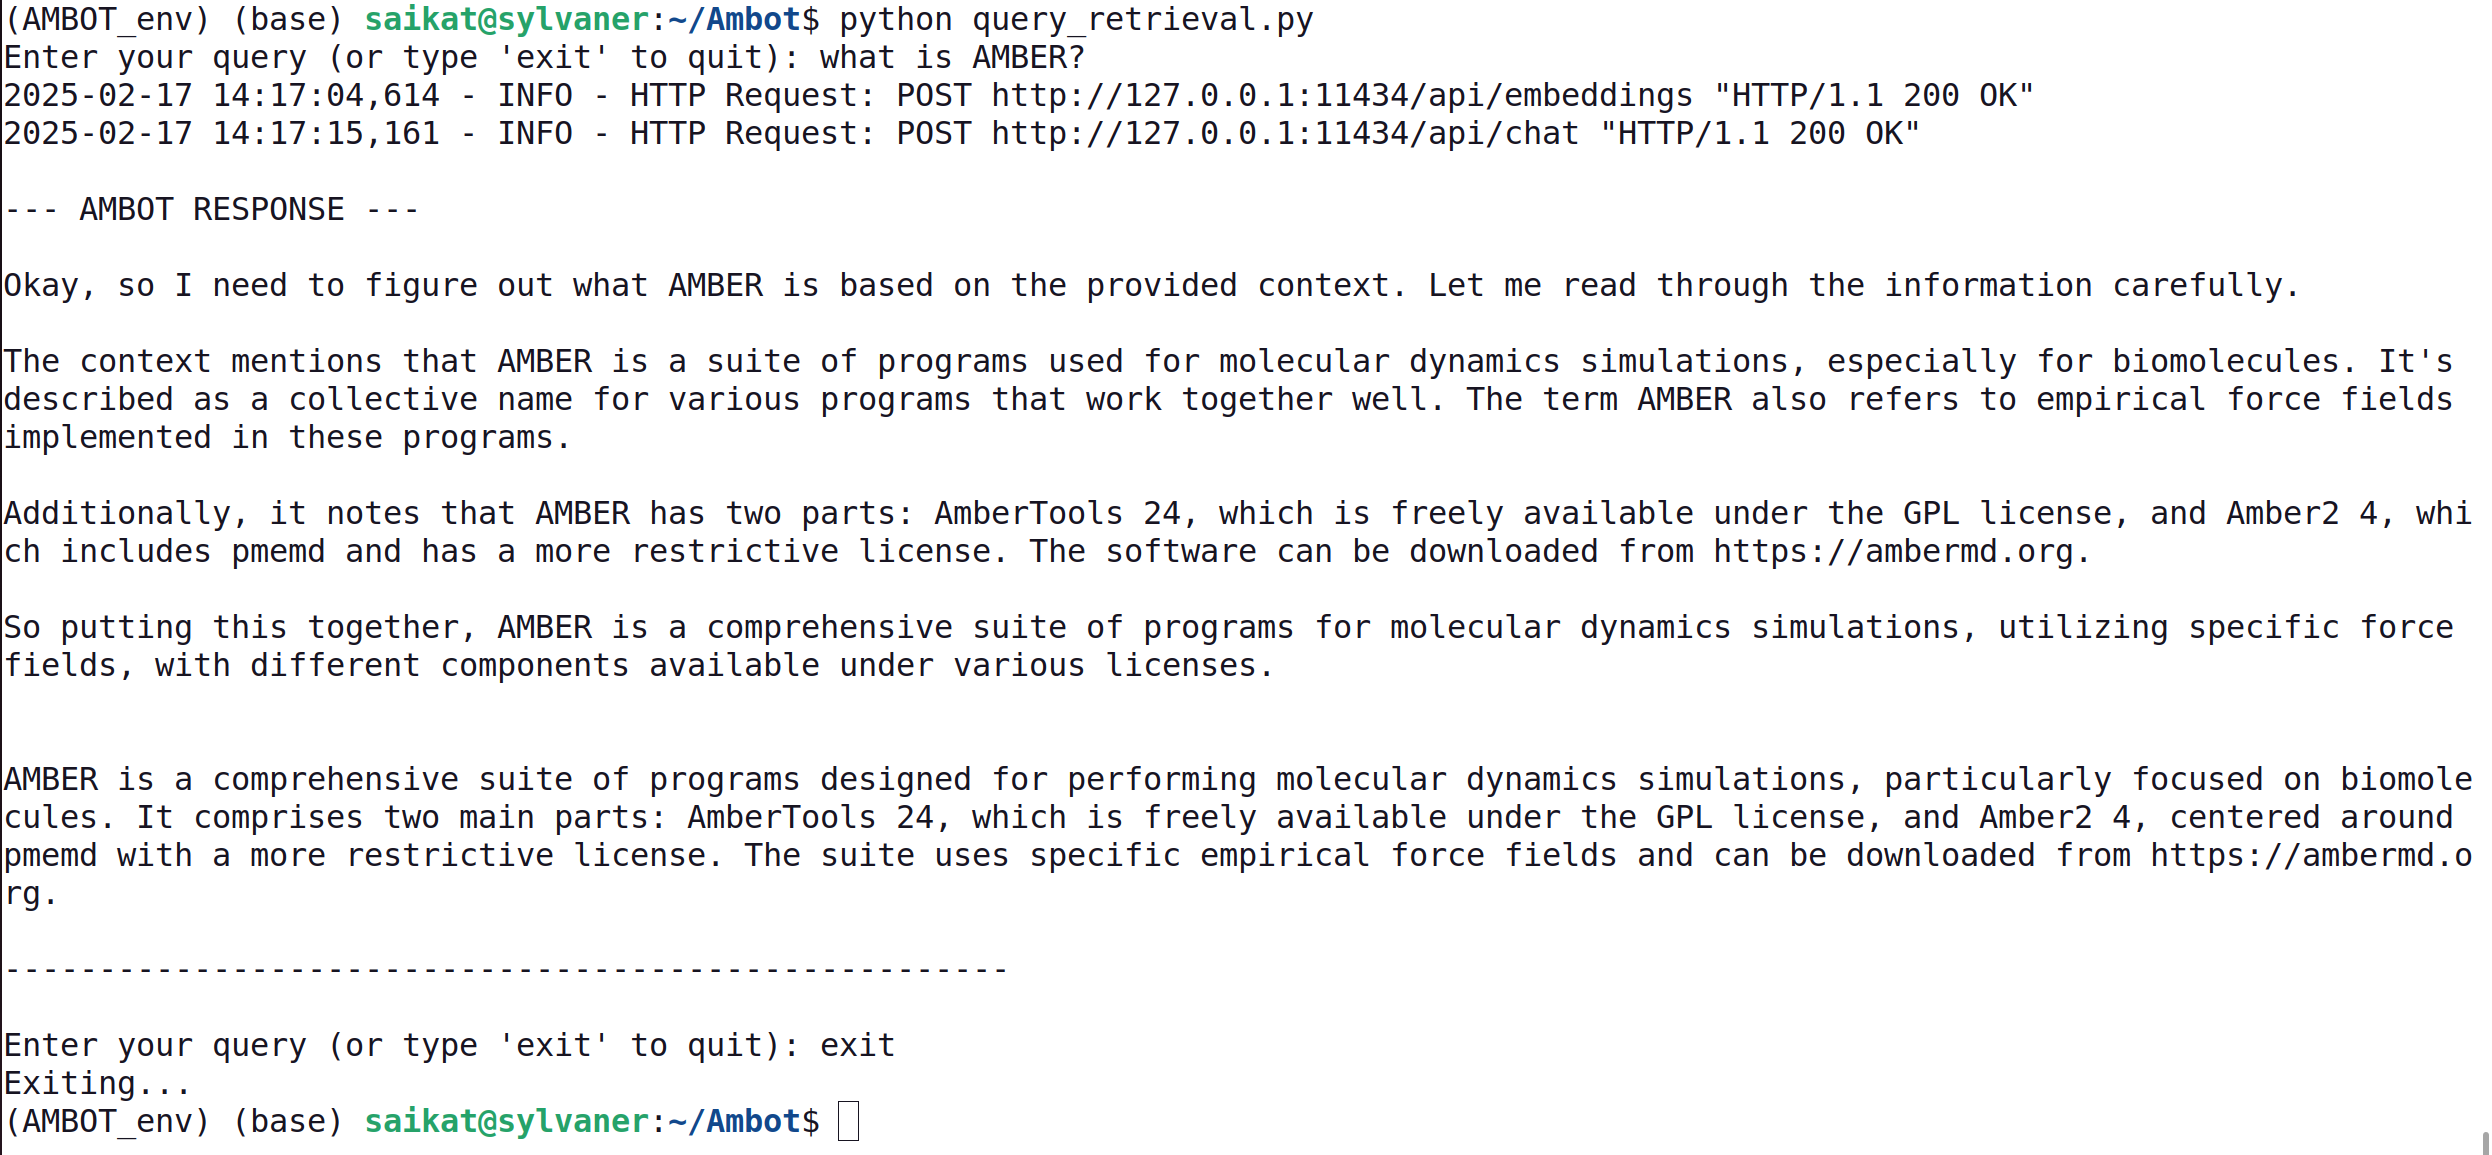 (AMBOT_env) (base) saikat@sylvaner:~/Ambot$ python query_retrieval.py
Enter your query (or type 'exit' to quit): what is AMBER?
2025-02-17 14:17:04,614 - INFO - HTTP Request: POST http://127.0.0.1:11434/api/embeddings "HTTP/1.1 200 OK"
2025-02-17 14:17:15,161 - INFO - HTTP Request: POST http://127.0.0.1:11434/api/chat "HTTP/1.1 200 OK"
--- AMBOT RESPONSE ---
Okay, so I need to figure out what AMBER is based on the provided context. Let me read through the information carefully.
The context mentions that AMBER is a suite of programs used for molecular dynamics simulations, especially for biomolecules. It's
described as a collective name for various programs that work together well. The term AMBER also refers to empirical force fields
implemented in these programs.
Additionally, it notes that AMBER has two parts: AmberTools 24, which is freely available under the GPL license, and Amber2 4, whi
ch includes pmemd and has a more restrictive license. The software can be downloaded from https://ambermd.org.
So putting this together, AMBER is a comprehensive suite of programs for molecular dynamics simulations, utilizing specific force
fields, with different components available under various licenses.
AMBER is a comprehensive suite of programs designed for performing molecular dynamics simulations, particularly focused on biomole
cules. It comprises two main parts: AmberTools 24, which is freely available under the GPL license, and Amber2 4, centered around
pmemd with a more restrictive license. The suite uses specific empirical force fields and can be downloaded from https://ambermd.o
rg.
-----------------------------------------------------
Enter your query (or type 'exit' to quit): exit
Exiting...
(AMBOT_env) (base) saikat@sylvaner:~/Ambot$